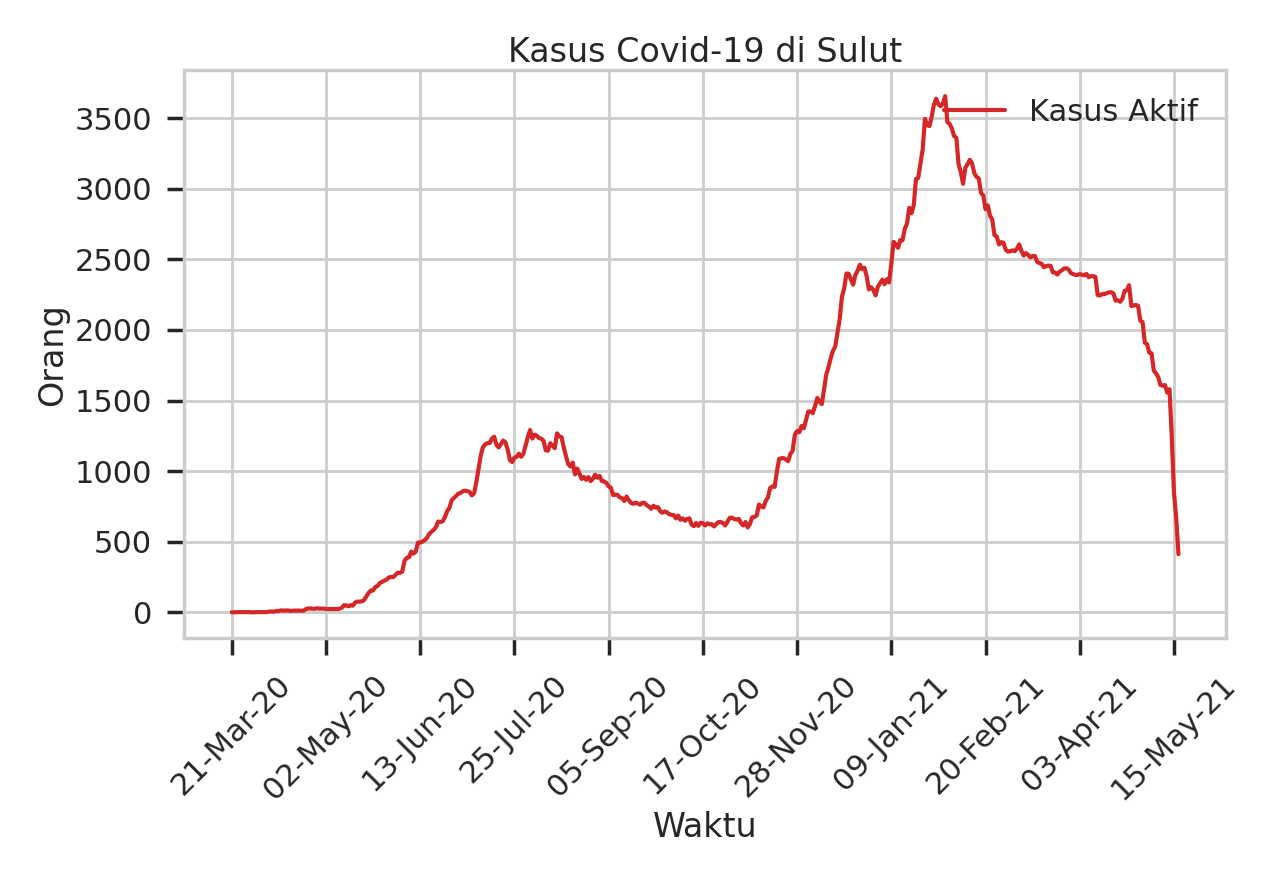 Kasus Covid-19 di Sulut
Kasus Aktif
Orang
3500
3000
2500
2000
1500
1000
500
0
21-Mar-20
02-May-20
13-Jun-20
25-Jul-20
05-Sep-20
17-Oct-20
28-Nov-20
09-Jan-21
20-Feb-21
03-Apr-21
15-May-21
Waktu